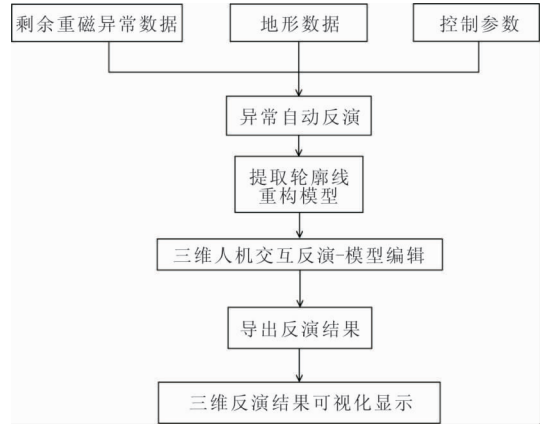 剩余重磁异常数据
地形数据
控制参数
异常自动反演
提取轮廓线
重构模型
三维人机交互反演-模型编辑
导出反演结果
三维反演结果可视化显示